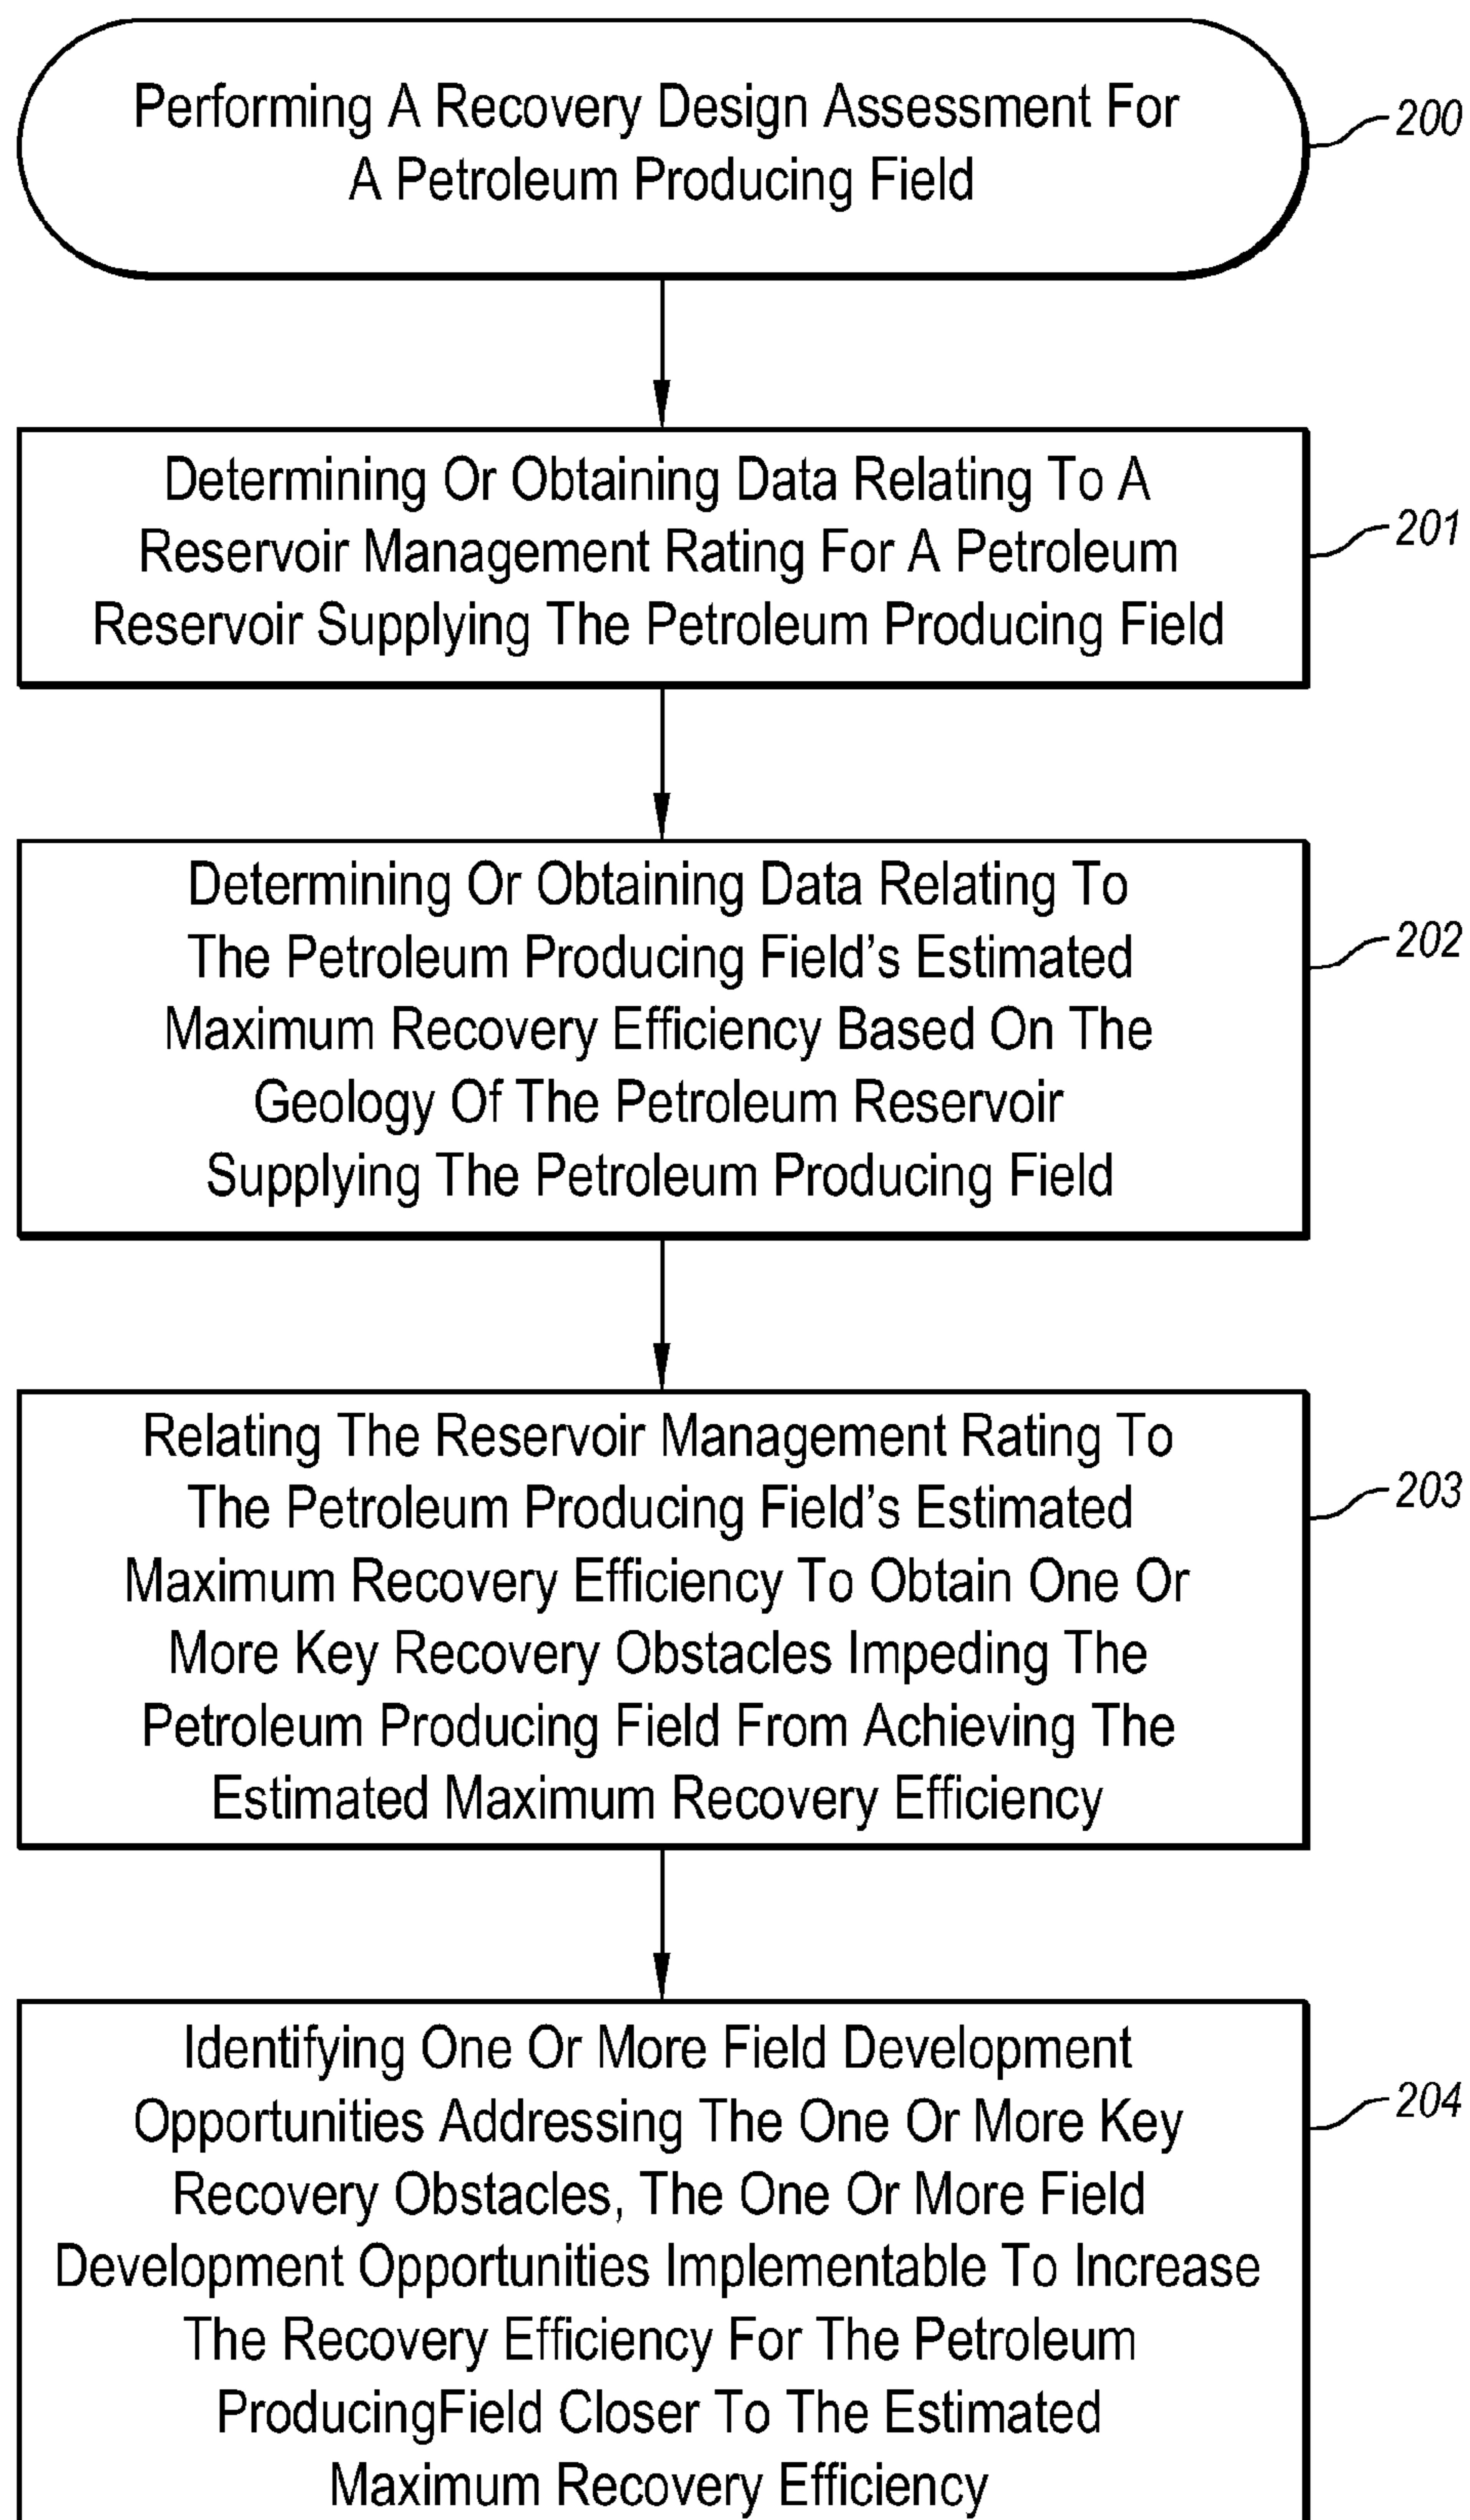 Performing A Recovery Design Assessment For
A Petroleum Producing Field
200
Determining Or Obtaining Data Relating To A
Reservoir Management Rating For A Petroleum
Reservoir Supplying The Petroleum Producing Field
201
Determining Or Obtaining Data Relating To
The Petroleum Producing Field's Estimated
Maximum Recovery Efficiency Based On The
Geology Of The Petroleum Reservoir
Supplying The Petroleum Producing Field
202
Relating The Reservoir Management Rating To
The Petroleum Producing Field's Estimated
Maximum Recovery Efficiency To Obtain One Or
More Key Recovery Obstacles Impeding The
Petroleum Producing Field From Achieving The
Estimated Maximum Recovery Efficiency
203
Identifying One Or More Field Development
Opportunities Addressing The One Or More Key
Recovery Obstacles, The One Or More Field
Development Opportunities Implementable To Increase
The Recovery Efficiency For The Petroleum
ProducingField Closer To The Estimated
Maximum Recovery Efficiency
204